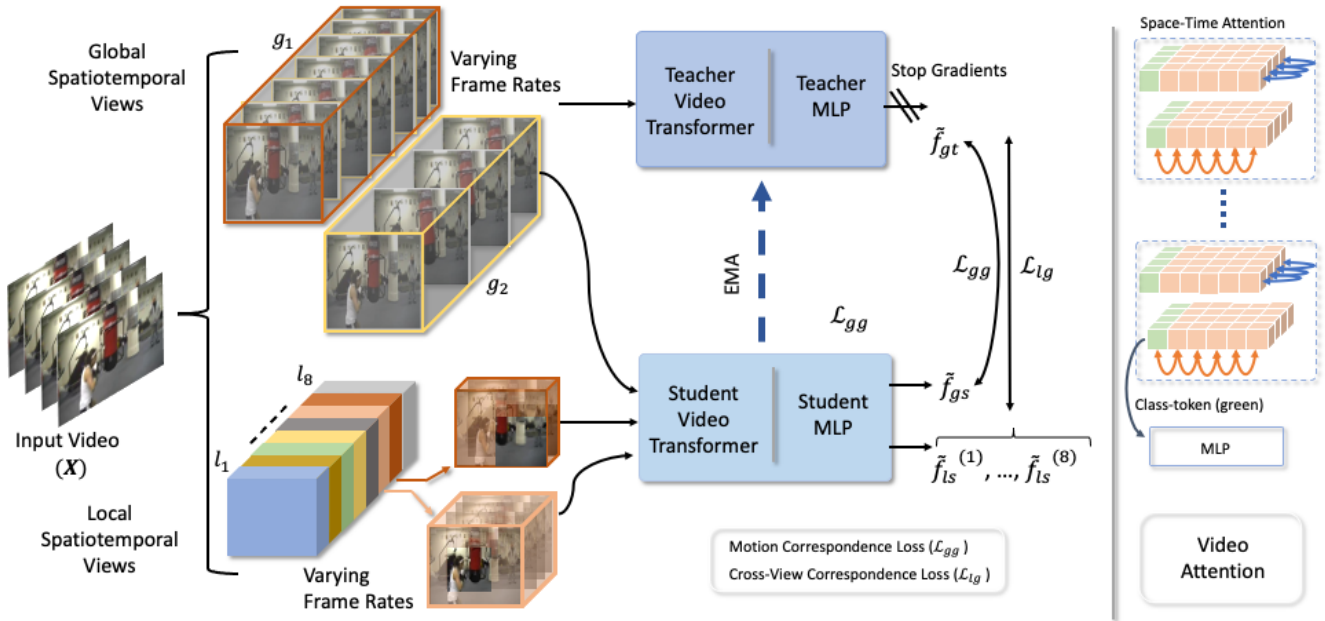 Global
Spatiotemporal
Views
g₁
Varying
Frame Rates
g₂
Input Video
(X)
l₈
l₁
Local
Spatiotemporal
Views
Varying
Frame Rates
Teacher
Video
Transformer
Teacher
MLP
Stop Gradients
f̃gt
EMA
ℒgg
ℒgg
ℒlg
Student
Video
Transformer
Student
MLP
f̃gs
f̃ls⁽¹⁾, ..., f̃ls⁽⁸⁾
Motion Correspondence Loss (ℒgg)
Cross-View Correspondence Loss (ℒlg)
Space-Time Attention
Class-token (green)
MLP
Video
Attention